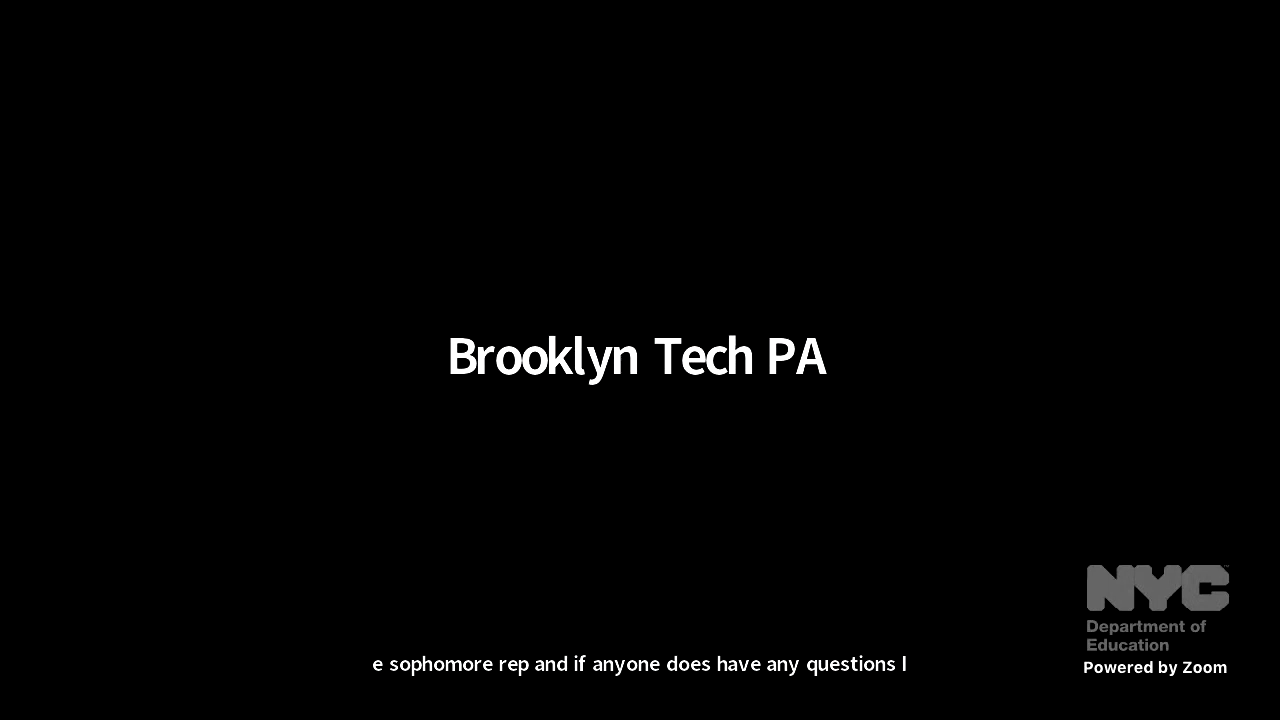 Brooklyn Tech PA
NYC
Department of
Education
e sophomore rep and if anyone does have any questions I
Powered by Zoom